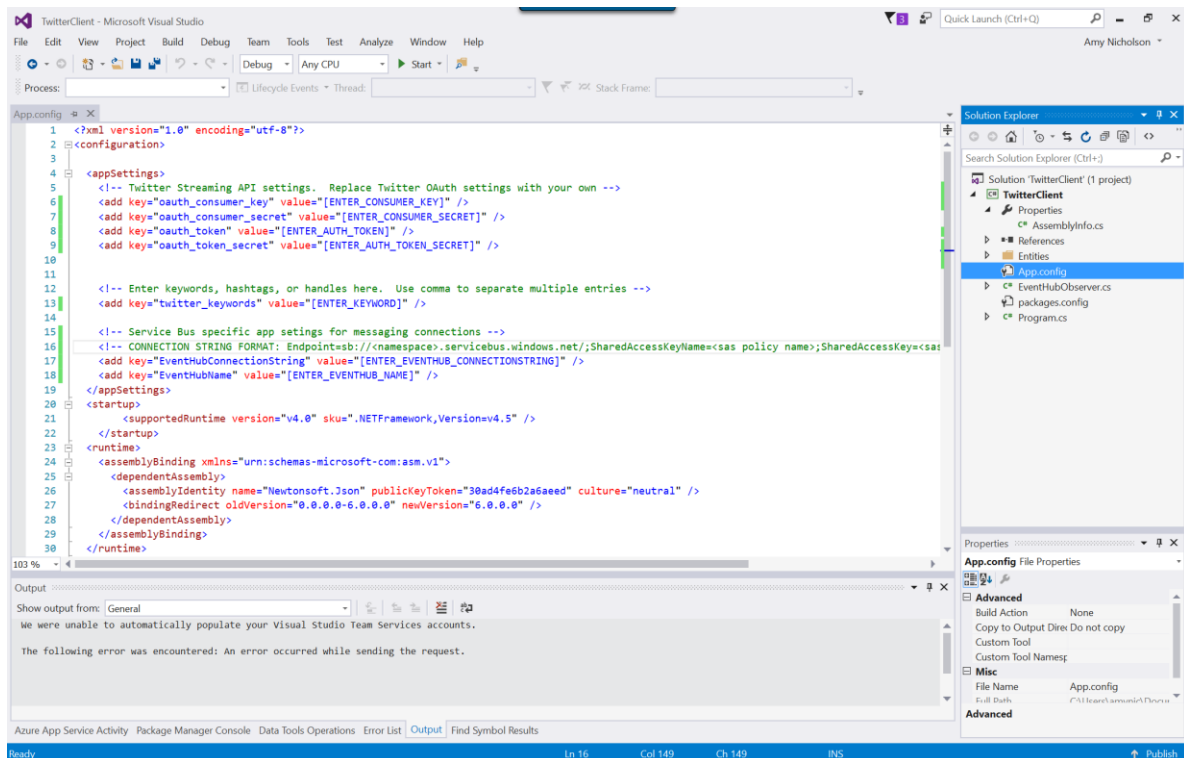 TwitterClient - Microsoft Visual Studio
3
Quick Launch (Ctrl+Q)
File Edit View Project Build Debug Team Tools Test Analyze Window Help
Amy Nicholson
Debug Any CPU Start
Process: Lifecycle Events Thread: Stack Frame:
App.config
1 <?xml version="1.0" encoding="utf-8"?>
2 <configuration>
3
4 <appSettings>
5 <!-- Twitter Streaming API settings.  Replace Twitter OAuth settings with your own -->
6 <add key="oauth_consumer_key" value="[ENTER_CONSUMER_KEY]" />
7 <add key="oauth_consumer_secret" value="[ENTER_CONSUMER_SECRET]" />
8 <add key="oauth_token" value="[ENTER_AUTH_TOKEN]" />
9 <add key="oauth_token_secret" value="[ENTER_AUTH_TOKEN_SECRET]" />
10
11
12 <!-- Enter keywords, hashtags, or handles here.  Use comma to separate multiple entries -->
13 <add key="twitter_keywords" value="[ENTER_KEYWORD]" />
14
15 <!-- Service Bus specific app setings for messaging connections -->
16 <!-- CONNECTION STRING FORMAT: Endpoint=sb://<namespace>.servicebus.windows.net/;SharedAccessKeyName=<sas policy name>;SharedAccessKey=<sas
17 <add key="EventHubConnectionString" value="[ENTER_EVENTHUB_CONNECTIONSTRING]" />
18 <add key="EventHubName" value="[ENTER_EVENTHUB_NAME]" />
19 </appSettings>
20 <startup>
21 <supportedRuntime version="v4.0" sku=".NETFramework,Version=v4.5" />
22 </startup>
23 <runtime>
24 <assemblyBinding xmlns="urn:schemas-microsoft-com:asm.v1">
25 <dependentAssembly>
26 <assemblyIdentity name="Newtonsoft.Json" publicKeyToken="30ad4fe6b2a6aeed" culture="neutral" />
27 <bindingRedirect oldVersion="0.0.0.0-6.0.0.0" newVersion="6.0.0.0" />
28 </dependentAssembly>
29 </assemblyBinding>
30 </runtime>
103 %
Output
Show output from: General
We were unable to automatically populate your Visual Studio Team Services accounts.
The following error was encountered: An error occurred while sending the request.
Azure App Service Activity Package Manager Console Data Tools Operations Error List Output Find Symbol Results
Solution Explorer
Search Solution Explorer (Ctrl+;)
Solution 'TwitterClient' (1 project)
C# TwitterClient
Properties
C# AssemblyInfo.cs
References
Entities
App.config
C# EventHubObserver.cs
packages.config
C# Program.cs
Properties
App.config File Properties
Advanced
Build Action None
Copy to Output Dire Do not copy
Custom Tool
Custom Tool Namesp
Misc
File Name App.config
Full Path C:\Users\amynic\Docu
Advanced
Ready Ln 16 Col 149 Ch 149 INS Publish